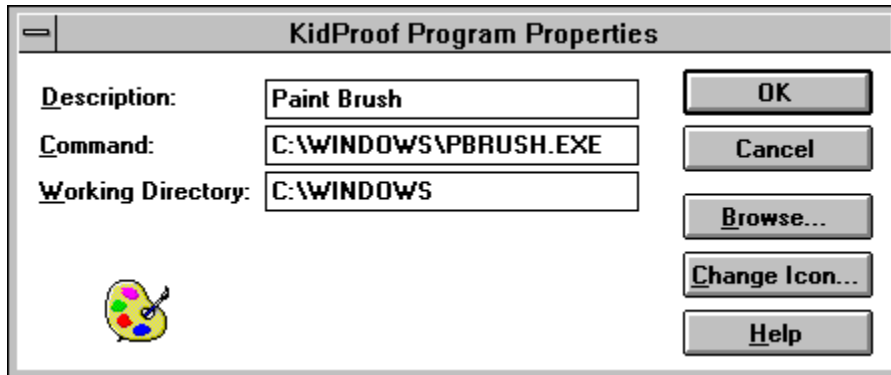 KidProof Program Properties
Description: Paint Brush
Command: C:\WINDOWS\PBRUSH.EXE
Working Directory: C:\WINDOWS
OK
Cancel
Browse...
Change Icon...
Help